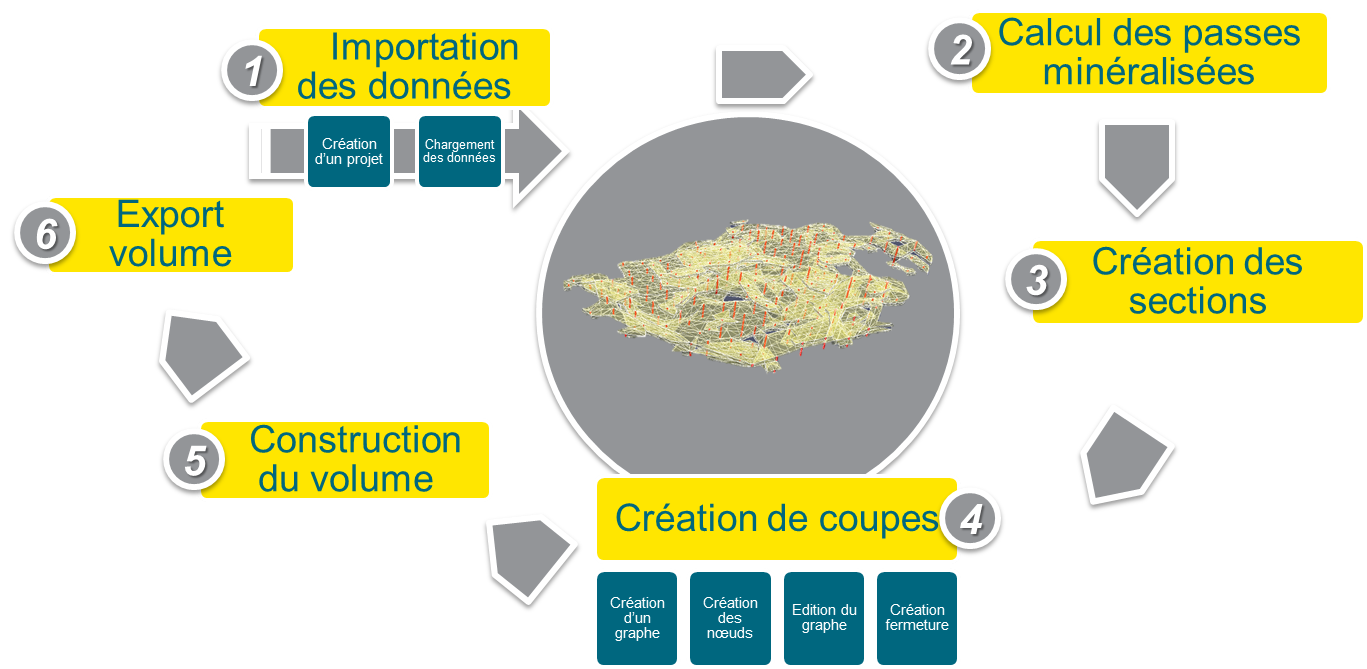 1
Importation
des données
Création
d'un projet
Chargement
des données
2
Calcul des passes
minéralisées
3
Création des
sections
Création de coupes
4
Création
d'un
graphe
Création
des
nœuds
Edition du
graphe
Création
fermeture
5
Construction
du volume
6
Export
volume